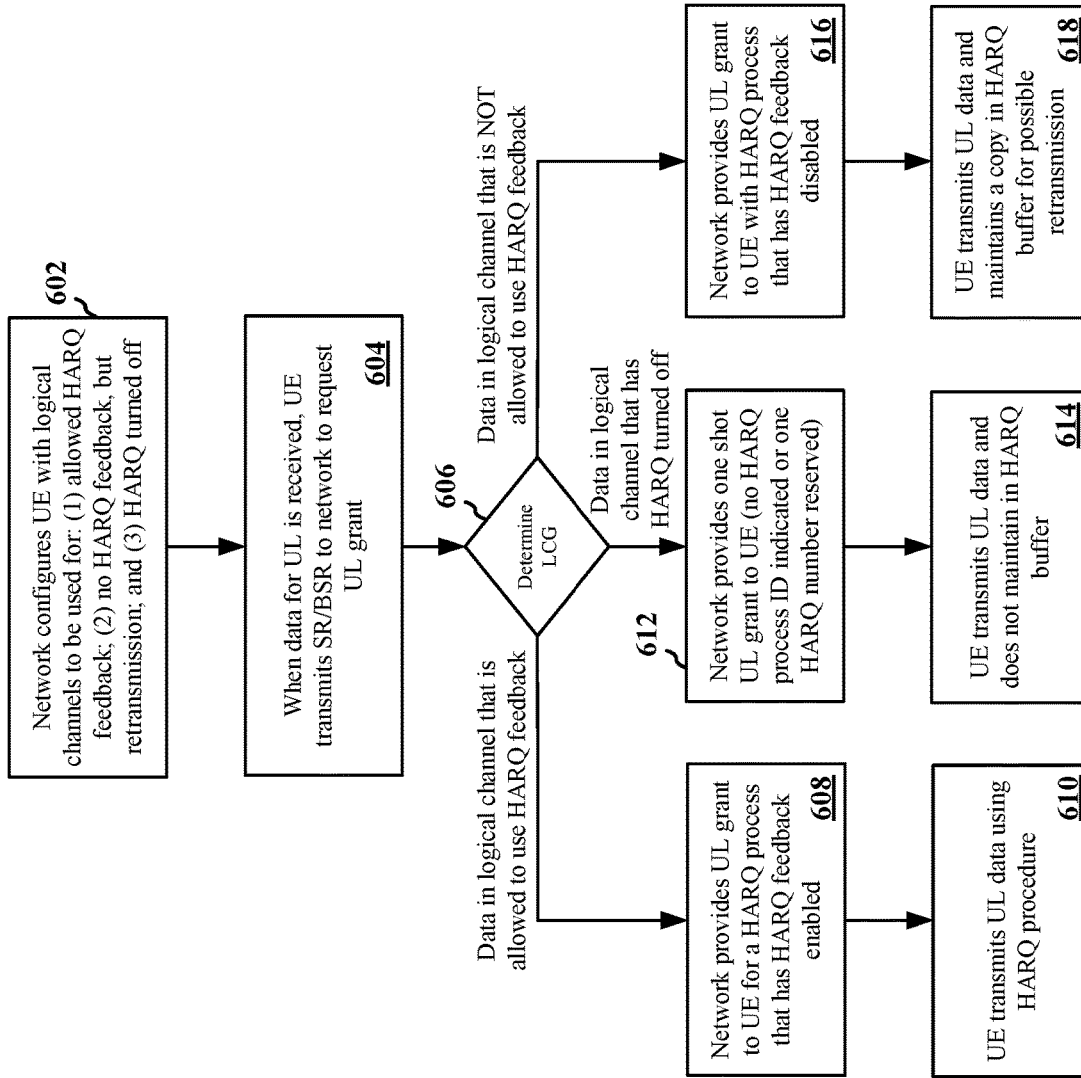 Network configures UE with logical
channels to be used for: (1) allowed HARQ
feedback; (2) no HARQ feedback, but
retransmission; and (3) HARQ turned off
602
When data for UL is received, UE
transmits SR/BSR to network to request
UL grant
604
606
Determine
LCG
Data in logical channel that is
allowed to use HARQ feedback
Data in logical
channel that has
HARQ turned off
Data in logical channel that is NOT
allowed to use HARQ feedback
Network provides UL grant
to UE for a HARQ process
that has HARQ feedback
enabled
608
UE transmits UL data using
HARQ procedure
610
612
Network provides one shot
UL grant to UE (no HARQ
process ID indicated or one
HARQ number reserved)
UE transmits UL data and
does not maintain in HARQ
buffer
614
Network provides UL grant
to UE with HARQ process
that has HARQ feedback
disabled
616
UE transmits UL data and
maintains a copy in HARQ
buffer for possible
retransmission
618